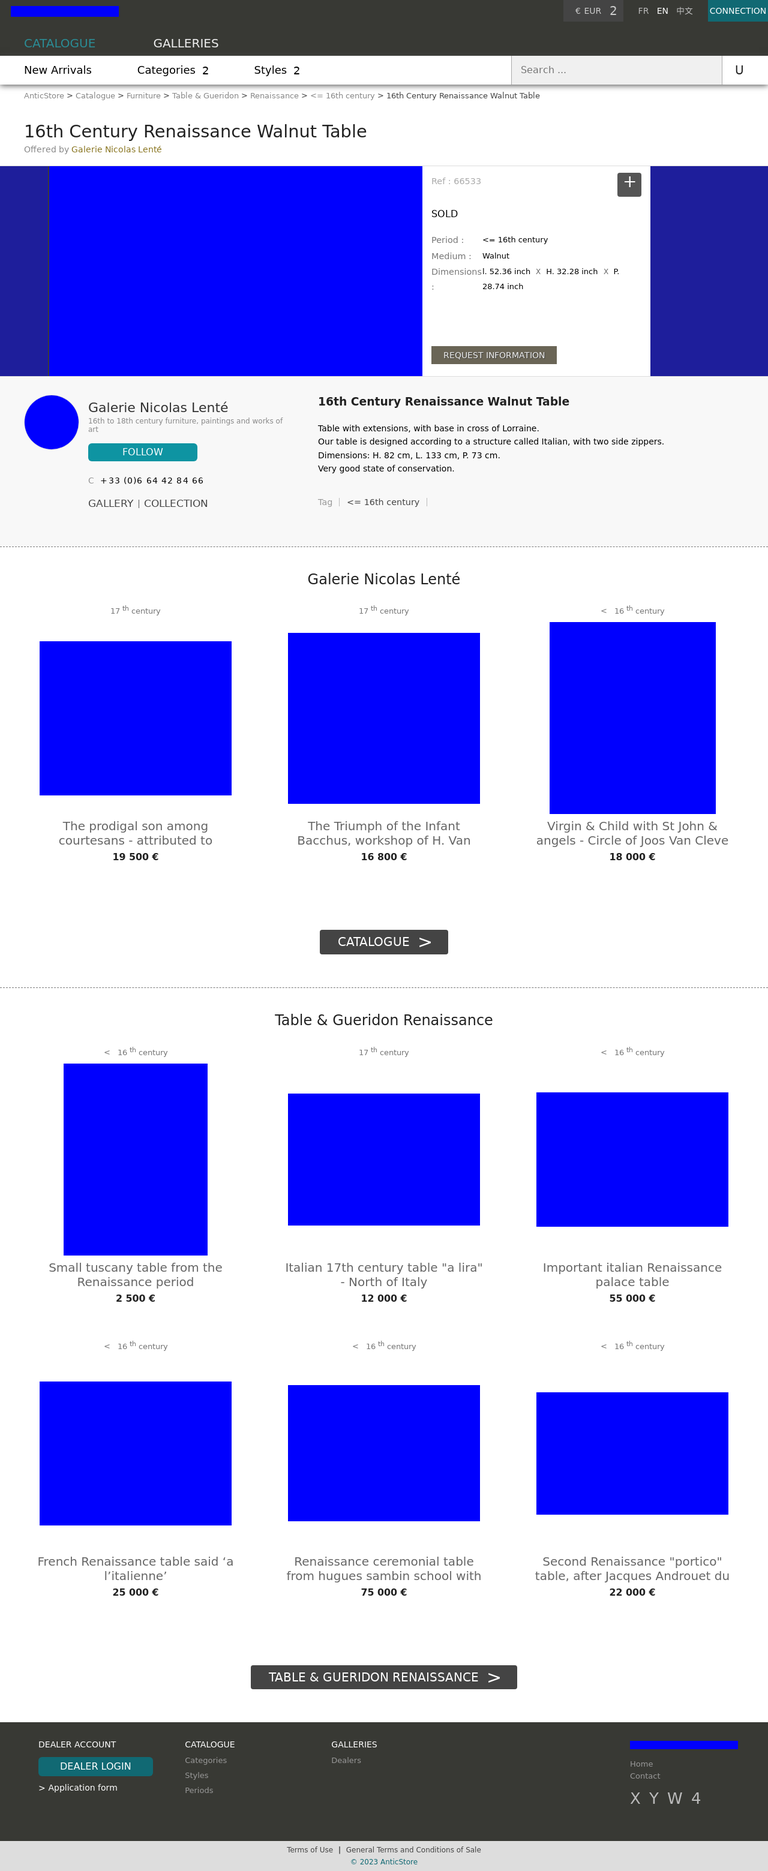 € EUR 2
FR EN 中文
CONNECTION
CATALOGUE GALLERIES
New Arrivals Categories 2 Styles 2
Search ... U
AnticStore > Catalogue > Furniture > Table & Gueridon > Renaissance > <= 16th century > 16th Century Renaissance Walnut Table
16th Century Renaissance Walnut Table
Offered by Galerie Nicolas Lenté
Ref : 66533
+
SOLD
Period : <= 16th century
Medium : Walnut
Dimensions l. 52.36 inch X H. 32.28 inch X P.
: 28.74 inch
REQUEST INFORMATION
Galerie Nicolas Lenté
16th to 18th century furniture, paintings and works of
art
FOLLOW
C +33 (0)6 64 42 84 66
GALLERY | COLLECTION
16th Century Renaissance Walnut Table
Table with extensions, with base in cross of Lorraine.
Our table is designed according to a structure called Italian, with two side zippers.
Dimensions: H. 82 cm, L. 133 cm, P. 73 cm.
Very good state of conservation.
Tag | <= 16th century |
Galerie Nicolas Lenté
17 th century
The prodigal son among
courtesans - attributed to
19 500 €
17 th century
The Triumph of the Infant
Bacchus, workshop of H. Van
16 800 €
< 16 th century
Virgin & Child with St John &
angels - Circle of Joos Van Cleve
18 000 €
CATALOGUE >
Table & Gueridon Renaissance
< 16 th century
Small tuscany table from the
Renaissance period
2 500 €
17 th century
Italian 17th century table "a lira"
- North of Italy
12 000 €
< 16 th century
Important italian Renaissance
palace table
55 000 €
< 16 th century
French Renaissance table said ‘a
l’italienne’
25 000 €
< 16 th century
Renaissance ceremonial table
from hugues sambin school with
75 000 €
< 16 th century
Second Renaissance "portico"
table, after Jacques Androuet du
22 000 €
TABLE & GUERIDON RENAISSANCE >
DEALER ACCOUNT
DEALER LOGIN
> Application form
CATALOGUE
Categories
Styles
Periods
GALLERIES
Dealers
Home
Contact
X Y W 4
Terms of Use | General Terms and Conditions of Sale
© 2023 AnticStore